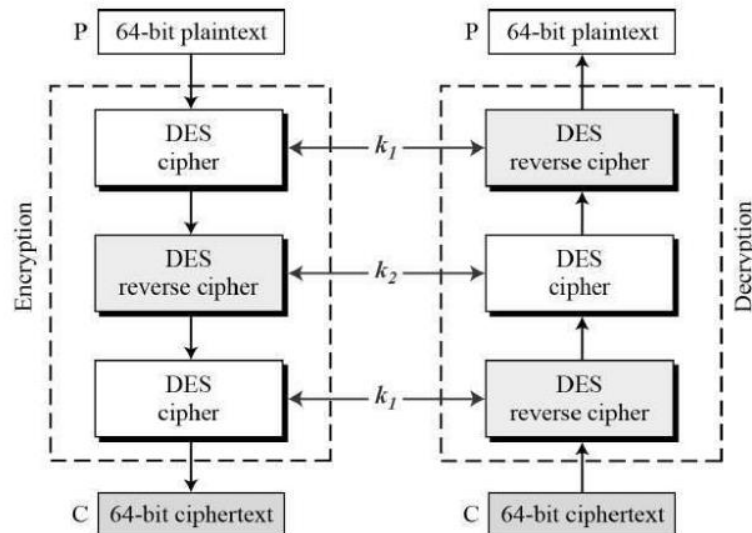 P 64-bit plaintext
P 64-bit plaintext
Encryption
DES
cipher
k1
DES
reverse cipher
DES
reverse cipher
k2
DES
cipher
DES
cipher
k1
DES
reverse cipher
Decryption
C 64-bit ciphertext
C 64-bit ciphertext